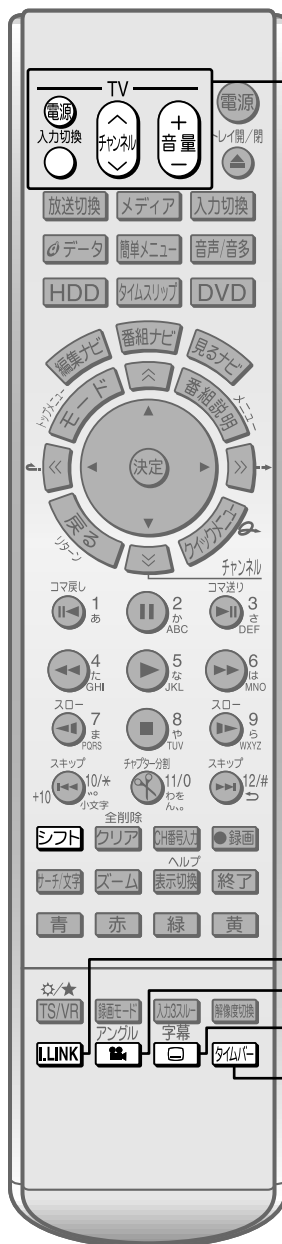 TV
電源
電源
入力切換
チャンネル
+
音量
−
トレイ開/閉
放送切換 メディア 入力切換
データ 簡単メニュー 音声/音多
HDD タイムスリップ DVD
編集ナビ 番組ナビ 見るナビ
トップメニュー モード 番組説明 メニュー
決定
戻る リターン クイックメニュー
チャンネル
コマ戻し コマ送り
1 あ
2 か ABC
3 さ DEF
4 た GHI
5 な JKL
6 は MNO
スロー スロー
7 ま PQRS
8 や TUV
9 ら WXYZ
スキップ チャプター分割 スキップ
+10 10/* 小文字
11/0 わを ん、。
12/#
全削除
シフト クリア CH番号入力 ●録画
ヘルプ
サーチ/文字 ズーム 表示切換 終了
青 赤 緑 黄
TS/VR 録画モード 入力3スルー 解像度切換
アングル 字幕
I.LINK タイムバー